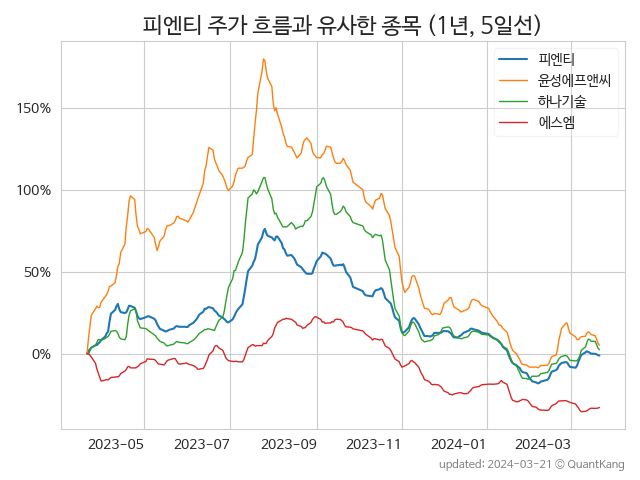 피엔티 주가 흐름과 유사한 종목 (1년, 5일선)
피엔티
윤성에프앤씨
하나기술
에스엠
150%
100%
50%
0%
2023-05 2023-07 2023-09 2023-11 2024-01 2024-03
updated: 2024-03-21 © QuantKang